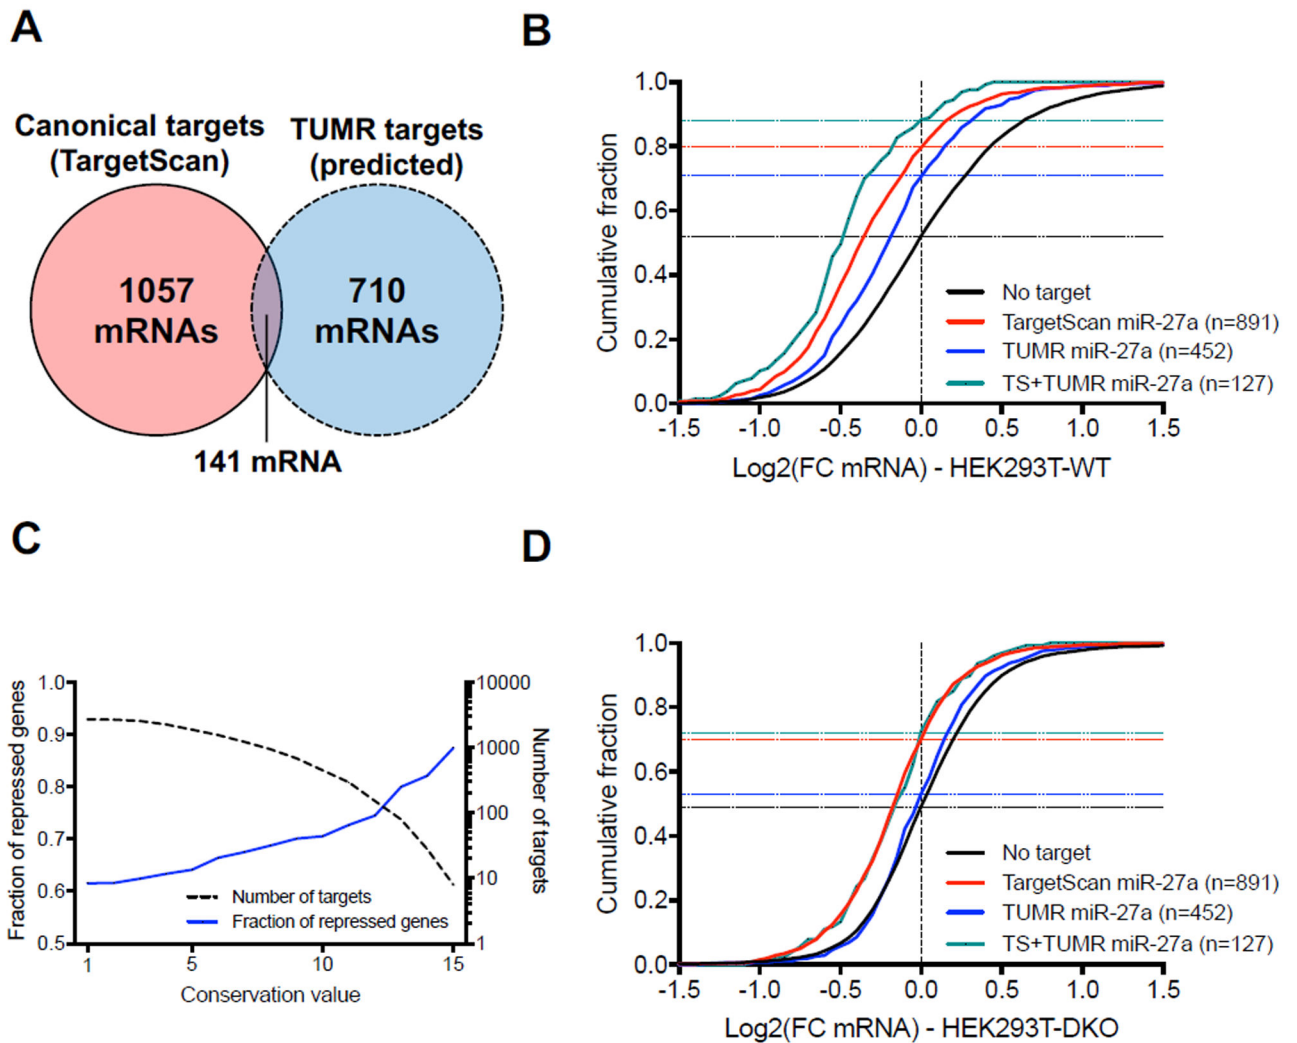 A
Canonical targets
(TargetScan)
TUMR targets
(predicted)
1057
mRNAs
710
mRNAs
141 mRNA
B
Cumulative fraction
1.0
0.8
0.6
0.4
0.2
0.0
-1.5
-1.0
-0.5
0.0
0.5
1.0
1.5
No target
TargetScan miR-27a (n=891)
TUMR miR-27a (n=452)
TS+TUMR miR-27a (n=127)
Log2(FC mRNA) - HEK293T-WT
C
Fraction of repressed genes
1.0
0.9
0.8
0.7
0.6
0.5
10000
1000
100
10
1
Number of targets
Number of targets
Fraction of repressed genes
1
5
10
15
Conservation value
D
Cumulative fraction
1.0
0.8
0.6
0.4
0.2
0.0
-1.5
-1.0
-0.5
0.0
0.5
1.0
1.5
No target
TargetScan miR-27a (n=891)
TUMR miR-27a (n=452)
TS+TUMR miR-27a (n=127)
Log2(FC mRNA) - HEK293T-DKO